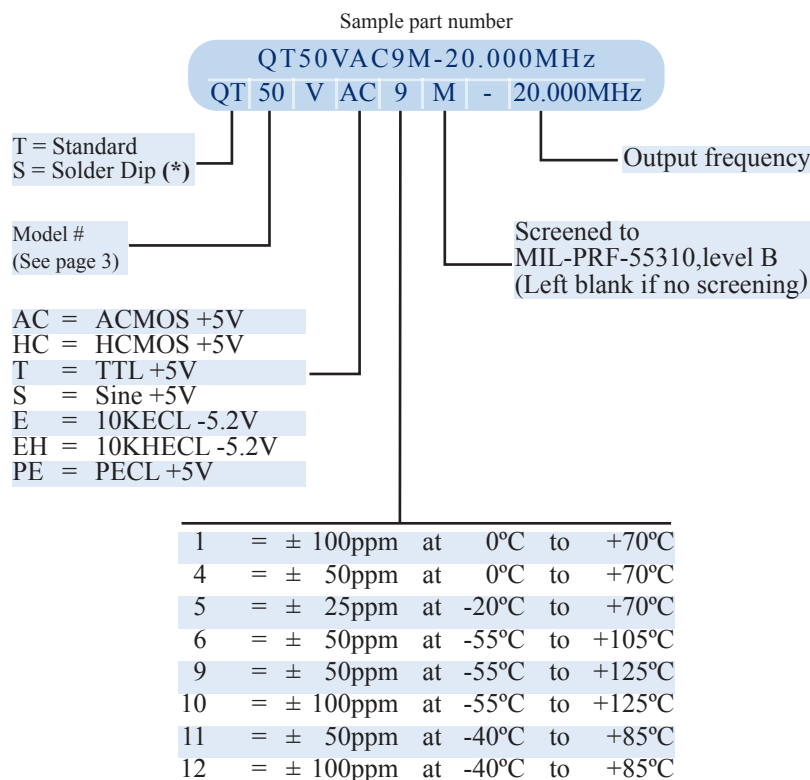 Sample part number
QT50VAC9M-20.000MHz
QT 50 V AC 9 M - 20.000MHz
T = Standard
S = Solder Dip (*)
Output frequency
Model #
(See page 3)
Screened to
MIL-PRF-55310,level B
(Left blank if no screening)
AC = ACMOS +5V
HC = HCMOS +5V
T = TTL +5V
S = Sine +5V
E = 10KECL -5.2V
EH = 10KHECL -5.2V
PE = PECL +5V
1 = ± 100ppm at 0ºC to +70ºC
4 = ± 50ppm at 0ºC to +70ºC
5 = ± 25ppm at -20ºC to +70ºC
6 = ± 50ppm at -55ºC to +105ºC
9 = ± 50ppm at -55ºC to +125ºC
10 = ± 100ppm at -55ºC to +125ºC
11 = ± 50ppm at -40ºC to +85ºC
12 = ± 100ppm at -40ºC to +85ºC